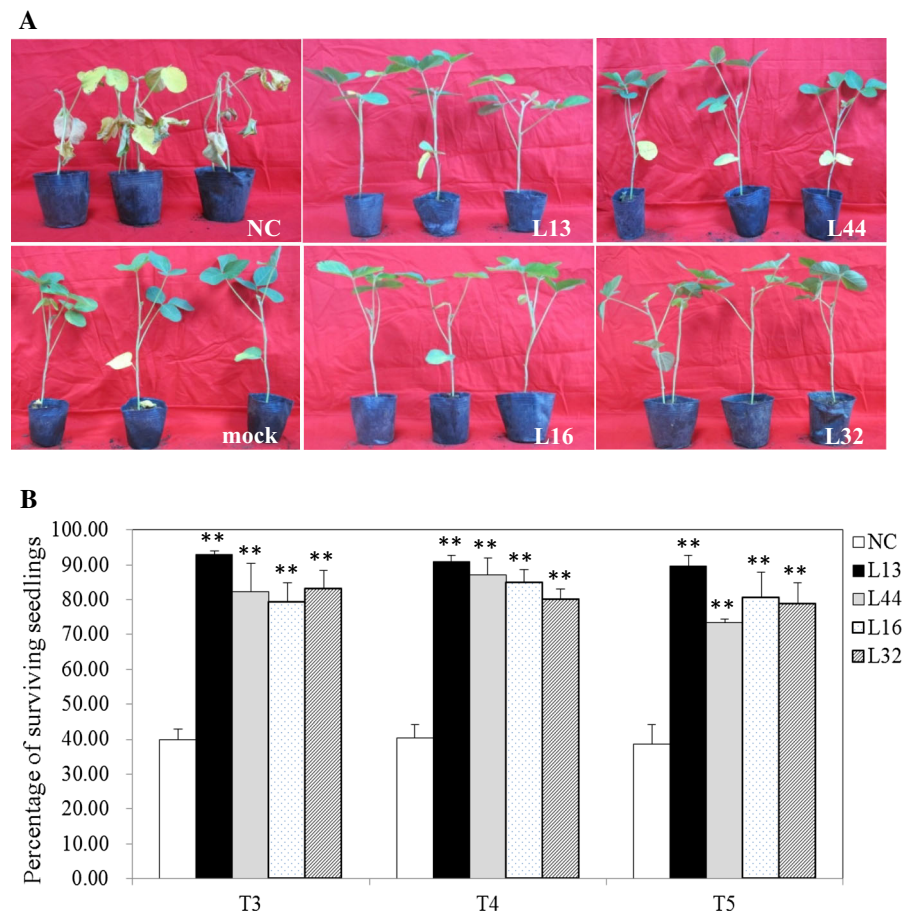 A
NC
L13
L44
mock
L16
L32
B
Percentage of surviving seedlings
100.00
90.00
80.00
70.00
60.00
50.00
40.00
30.00
20.00
10.00
0.00
**
**
**
**
**
**
**
**
**
**
**
**
T3
T4
T5
NC
L13
L44
L16
L32